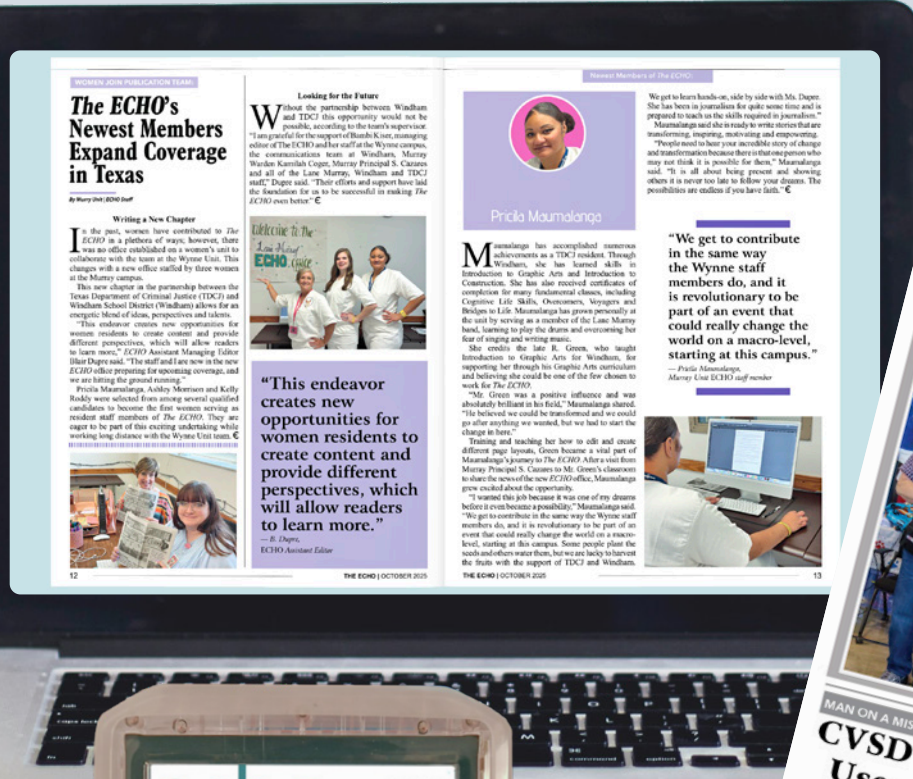 WOMEN JOIN PUBLICATION TEAM:
The ECHO's
Newest Members
Expand Coverage
in Texas
By Murry Unit | ECHO Staff
Writing a New Chapter
In the past, women have contributed to The
ECHO in a plethora of ways; however, there
was no office established on a women's unit to
collaborate with the team at the Wynne Unit. This
changes with a new office staffed by three women
at the Murray campus.
This new chapter in the partnership between the
Texas Department of Criminal Justice (TDCJ) and
Windham School District (Windham) allows for an
energetic blend of ideas, perspectives and talents.
"This endeavor creates new opportunities for
women residents to create content and provide
different perspectives, which will allow readers
to learn more," ECHO Assistant Managing Editor
Blair Dupre said. "The staff and I are now in the new
ECHO office preparing for upcoming coverage, and
we are hitting the ground running."
Pricila Maumalanga, Ashley Morrison and Kelly
Roddy were selected from among several qualified
candidates to become the first women serving as
resident staff members of The ECHO. They are
eager to be part of this exciting undertaking while
working long distance with the Wynne Unit team. €
12
Looking for the Future
Without the partnership between Windham
and TDCJ this opportunity would not be
possible, according to the team's supervisor.
"I am grateful for the support of Bambi Kiser, managing
editor of The ECHO and her staff at the Wynne campus,
the communications team at Windham, Murray
Warden Kamilah Coger, Murray Principal S. Cazares
and all of the Lane Murray, Windham and TDCJ
staff," Dupre said. "Their efforts and support have laid
the foundation for us to be successful in making The
ECHO even better." €
Welcome to the
Lane Murray
ECHO office
"This endeavor
creates new
opportunities for
women residents to
create content and
provide different
perspectives, which
will allow readers
to learn more."
— B. Dupre,
ECHO Assistant Editor
THE ECHO | OCTOBER 2025
Newest Members of The ECHO:
Pricila Maumalanga
Maumalanga has accomplished numerous
achievements as a TDCJ resident. Through
Windham, she has learned skills in
Introduction to Graphic Arts and Introduction to
Construction. She has also received certificates of
completion for many fundamental classes, including
Cognitive Life Skills, Overcomers, Voyagers and
Bridges to Life. Maumalanga has grown personally at
the unit by serving as a member of the Lane Murray
band, learning to play the drums and overcoming her
fear of singing and writing music.
She credits the late R. Green, who taught
Introduction to Graphic Arts for Windham, for
supporting her through his Graphic Arts curriculum
and believing she could be one of the few chosen to
work for The ECHO.
"Mr. Green was a positive influence and was
absolutely brilliant in his field," Maumalanga shared.
"He believed we could be transformed and we could
go after anything we wanted, but we had to start the
change in here."
Training and teaching her how to edit and create
different page layouts, Green became a vital part of
Maumalanga's journey to The ECHO. After a visit from
Murray Principal S. Cazares to Mr. Green's classroom
to share the news of the new ECHO office, Maumalanga
grew excited about the opportunity.
"I wanted this job because it was one of my dreams
before it even became a possibility," Maumalanga said.
"We get to contribute in the same way the Wynne staff
members do, and it is revolutionary to be part of an
event that could really change the world on a macro-
level, starting at this campus. Some people plant the
seeds and others water them, but we are lucky to harvest
the fruits with the support of TDCJ and Windham.
THE ECHO | OCTOBER 2025
We get to learn hands-on, side by side with Ms. Dupre.
She has been in journalism for quite some time and is
prepared to teach us the skills required in journalism."
Maumalanga said she is ready to write stories that are
transforming, inspiring, motivating and empowering.
"People need to hear your incredible story of change
and transformation because there is that one person who
may not think it is possible for them," Maumalanga
said. "It is all about being present and showing
others it is never too late to follow your dreams. The
possibilities are endless if you have faith." €
"We get to contribute
in the same way
the Wynne staff
members do, and it
is revolutionary to be
part of an event that
could really change the
world on a macro-level,
starting at this campus."
— Pricila Maumalanga,
Murray Unit ECHO staff member
13
MAN ON A MIS
CVSD